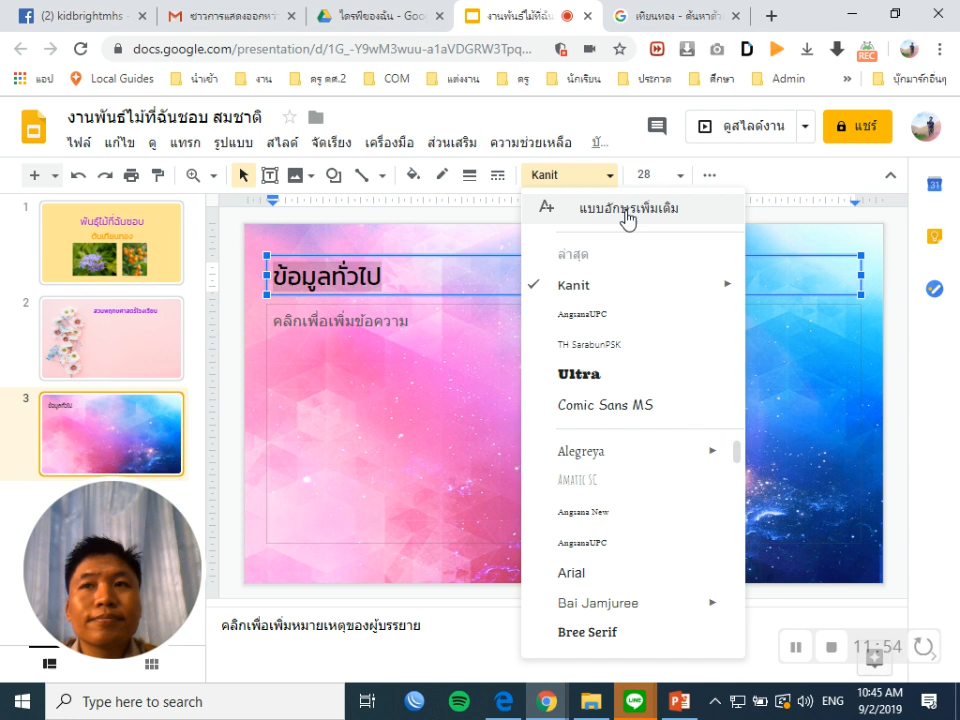 (2) kidbrightmhs -
ข่าวการแสดงออกทา
ไดรฟ์ของฉัน - Goo
งานพันธ์ไม้ที่ฉัน
เทียนทอง - ค้นหาด้ว
docs.google.com/presentation/d/1G_-Y9wM3wuu-a1aVDGRW3Tpq...
REC
แอป
Local Guides
นำเข้า
งาน
ครู ตศ.2
COM
แต่งงาน
ครู
นักเรียน
ประกวด
ศึกษา
Admin
»
บุ๊กมาร์กอื่นๆ
งานพันธ์ไม้ที่ฉันชอบ สมชาติ
ไฟล์ แก้ไข ดู แทรก รูปแบบ สไลด์ จัดเรียง เครื่องมือ ส่วนเสริม ความช่วยเหลือ
ดูสไลด์งาน
แชร์
Kanit
28
31
แบบอักษรเพิ่มเติม
ล่าสุด
Kanit
AngsanaUPC
TH SarabunPSK
Ultra
Comic Sans MS
Alegreya
AMATIC SC
Angsana New
AngsanaUPC
Arial
Bai Jamjuree
Bree Serif
1
พันธุ์ไม้ที่ฉันชอบ
ต้นเทียนทอง
2
สวนพฤกษศาสตร์โรงเรียน
3
ข้อมูลทั่วไป
ข้อมูลทั่วไป
คลิกเพื่อเพิ่มข้อความ
คลิกเพื่อเพิ่มหมายเหตุของผู้บรรยาย
11:54
Type here to search
LINE
ENG
10:45 AM
9/2/2019